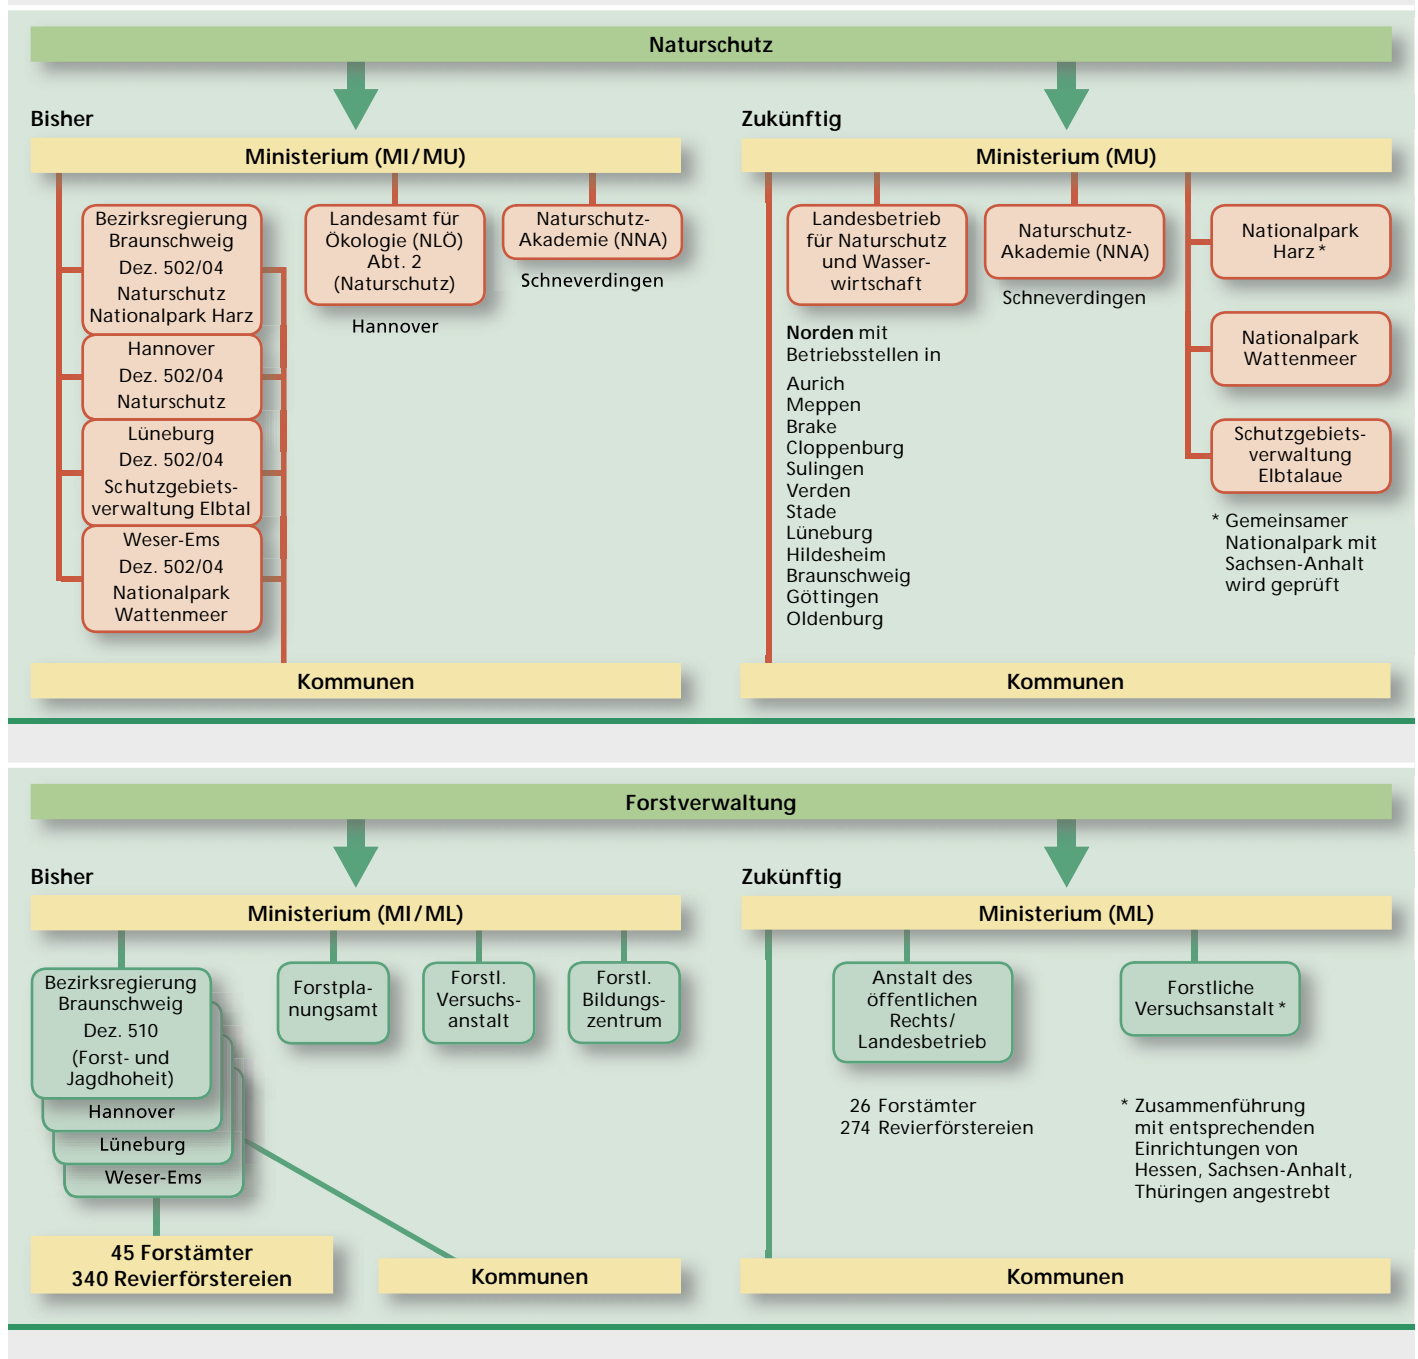 Naturschutz
Bisher
Ministerium (MI/MU)
Bezirksregierung
Braunschweig
Dez. 502/04
Naturschutz
Nationalpark Harz
Hannover
Dez. 502/04
Naturschutz
Lüneburg
Dez. 502/04
Schutzgebiets-
verwaltung Elbtal
Weser-Ems
Dez. 502/04
Nationalpark
Wattenmeer
Landesamt für
Ökologie (NLÖ)
Abt. 2
(Naturschutz)
Hannover
Naturschutz-
Akademie (NNA)
Schneverdingen
Kommunen
Zukünftig
Ministerium (MU)
Landesbetrieb
für Naturschutz
und Wasser-
wirtschaft
Norden mit
Betriebsstellen in
Aurich
Meppen
Brake
Cloppenburg
Sulingen
Verden
Stade
Lüneburg
Hildesheim
Braunschweig
Göttingen
Oldenburg
Naturschutz-
Akademie (NNA)
Schneverdingen
Nationalpark
Harz *
Nationalpark
Wattenmeer
Schutzgebiets-
verwaltung
Elbtalaue
* Gemeinsamer
Nationalpark mit
Sachsen-Anhalt
wird geprüft
Kommunen
Forstverwaltung
Bisher
Ministerium (MI/ML)
Bezirksregierung
Braunschweig
Dez. 510
(Forst- und
Jagdhoheit)
Hannover
Lüneburg
Weser-Ems
Forstpla-
nungsamt
Forstl.
Versuchs-
anstalt
Forstl.
Bildungs-
zentrum
45 Forstämter
340 Revierförstereien
Kommunen
Zukünftig
Ministerium (ML)
Anstalt des
öffentlichen
Rechts/
Landesbetrieb
26 Forstämter
274 Revierförstereien
Forstliche
Versuchsanstalt *
* Zusammenführung
mit entsprechenden
Einrichtungen von
Hessen, Sachsen-Anhalt,
Thüringen angestrebt
Kommunen